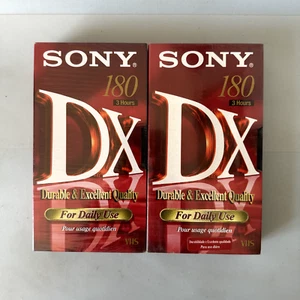 SONY®
180
3 Hours
DX
Durable & Excellent Quality
For Daily Use
Pour usage quotidien
VHS
SONY®
180
3 Hours
DX
Durable & Excellent Quality
For Daily Use
Pour usage quotidien
VHS